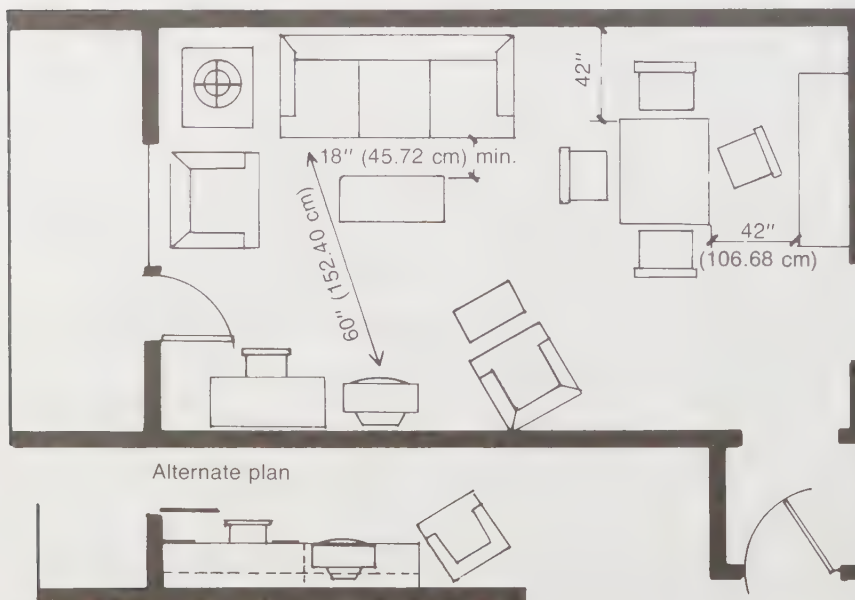 42"
18" (45.72 cm) min.
60" (152.40 cm)
42"
(106.68 cm)
Alternate plan